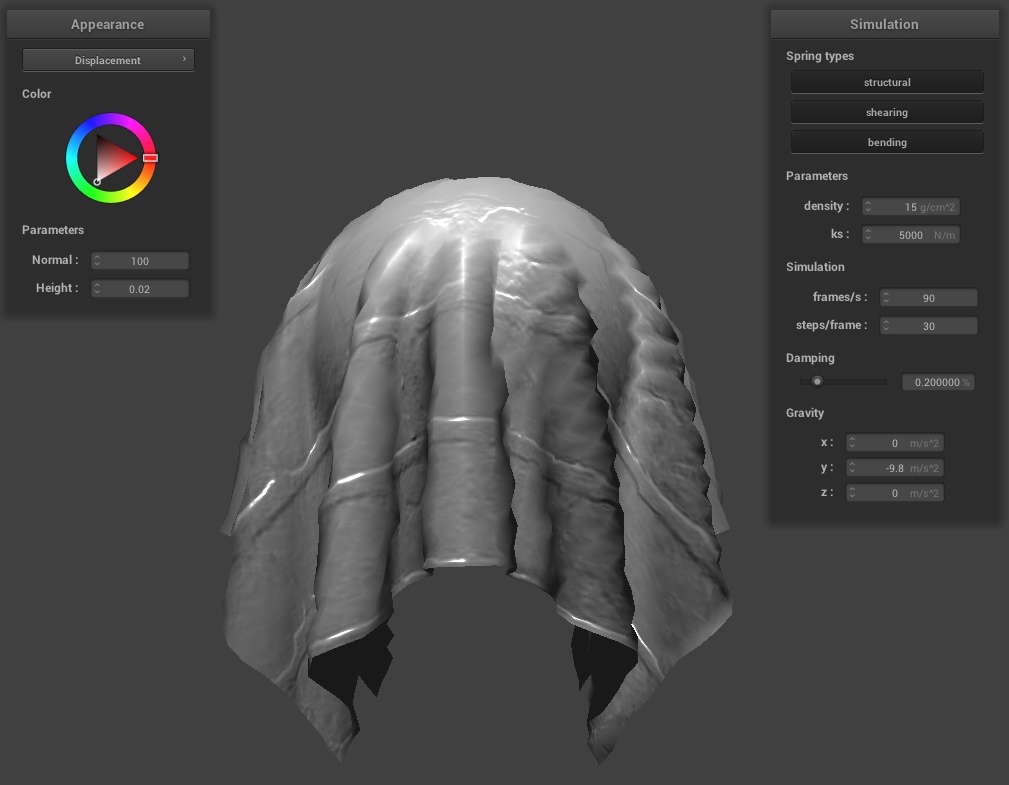 Appearance
Displacement
Color
Parameters
Normal : 100
Height : 0.02
Simulation
Spring types
structural
shearing
bending
Parameters
density : 15 g/cm^2
ks : 5000 N/m
Simulation
frames/s : 90
steps/frame : 30
Damping
0.200000 %
Gravity
x : 0 m/s^2
y : -9.8 m/s^2
z : 0 m/s^2